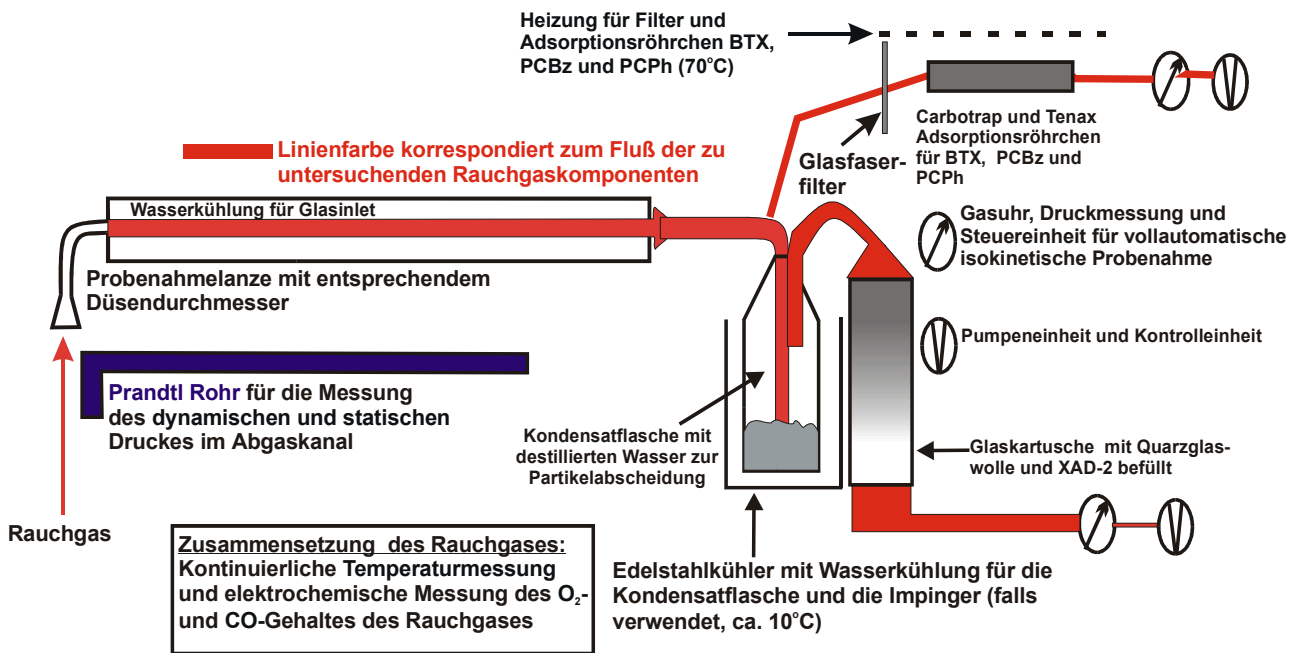 Heizung für Filter und
Adsorptionsröhrchen BTX,
PCBz und PCPh (70°C)
Carbotrap und Tenax
Adsorptionsröhrchen
für BTX,  PCBz und
PCPh
Glasfaser-
filter
Linienfarbe korrespondiert zum Fluß der zu
untersuchenden Rauchgaskomponenten
Wasserkühlung für Glasinlet
Gasuhr, Druckmessung und
Steuereinheit für vollautomatische
isokinetische Probenahme
Probenahmelanze mit entsprechendem
Düsendurchmesser
Pumpeneinheit und Kontrolleinheit
Prandtl Rohr für die Messung
des dynamischen und statischen
Druckes im Abgaskanal
Kondensatflasche mit
destillierten Wasser zur
Partikelabscheidung
Glaskartusche  mit Quarzglas-
wolle und XAD-2 befüllt
Rauchgas
Zusammensetzung  des Rauchgases:
Kontinuierliche Temperaturmessung
und elektrochemische Messung des O₂-
und CO-Gehaltes des Rauchgases
Edelstahlkühler mit Wasserkühlung für die
Kondensatflasche und die Impinger (falls
verwendet, ca. 10°C)